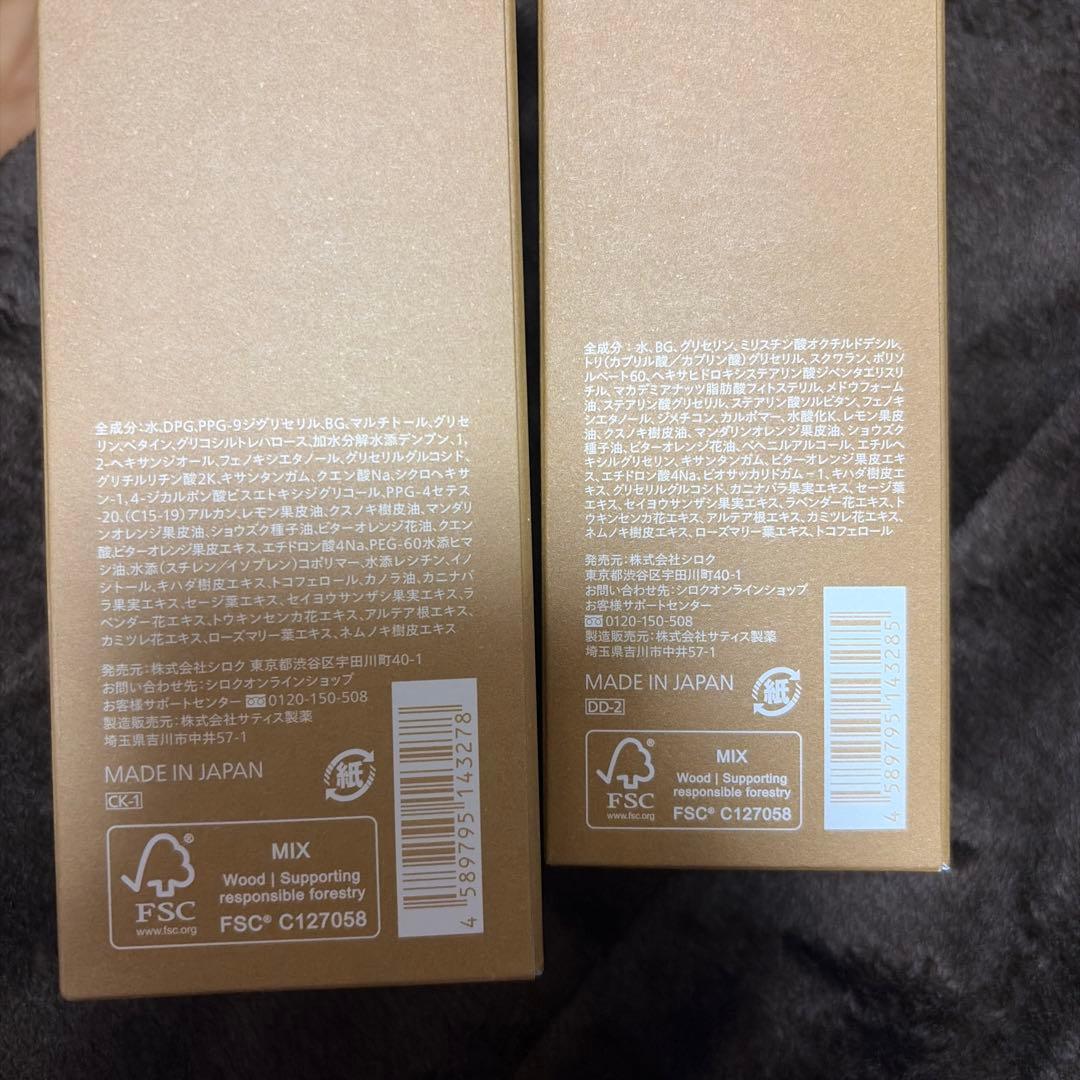 全成分：水、DPG、PPG-9ジグリセリル、BG、マルチトール、グリセ
リン、ベタイン、グリコシルトレハロース、加水分解水添デンプン、1,
2-ヘキサンジオール、フェノキシエタノール、グリセリルグルコシド、
グリチルリチン酸2K、キサンタンガム、クエン酸Na、シクロヘキサ
ン-1,4-ジカルボン酸ビスエトキシジグリコール、PPG-4セテス
-20、(C15-19)アルカン、レモン果皮油、クスノキ樹皮油、マンダリ
ンオレンジ果皮油、ショウズク種子油、ビターオレンジ花油、クエン
酸、ビターオレンジ果皮エキス、エチドロン酸4Na、PEG-60水添ヒマ
シ油、水添(スチレン/イソプレン)コポリマー、水添レシチン、イノ
シトール、キハダ樹皮エキス、トコフェロール、カノラ油、カニナバ
ラ果実エキス、セージ葉エキス、セイヨウサンザシ果実エキス、ラ
ベンダー花エキス、トウキンセンカ花エキス、アルテア根エキス、
カミツレ花エキス、ローズマリー葉エキス、ネムノキ樹皮エキス
発売元：株式会社シロク 東京都渋谷区宇田川町40-1
お問い合わせ先：シロクオンラインショップ
お客様サポートセンター 0120-150-508
製造販売元：株式会社サティス製薬
埼玉県吉川市中井57-1
MADE IN JAPAN
紙
CK-1
FSC®
www.fsc.org
MIX
Wood | Supporting
responsible forestry
FSC® C127058
4 589795 143278
全成分：水、BG、グリセリン、ミリスチン酸オクチルドデシル、
トリ(カプリル酸/カプリン酸)グリセリル、スクワラン、ポリソ
ルベート60、ヘキサヒドロキシステアリン酸ジペンタエリスリ
チル、マカデミアナッツ脂肪酸フィトステリル、メドウフォーム
油、ステアリン酸グリセリル、ステアリン酸ソルビタン、フェノキ
シエタノール、ジメチコン、カルボマー、水酸化K、レモン果皮
油、クスノキ樹皮油、マンダリンオレンジ果皮油、ショウズク
種子油、ビターオレンジ花油、ベヘニルアルコール、エチルヘ
キシルグリセリン、キサンタンガム、ビターオレンジ果皮エキ
ス、エチドロン酸4Na、ビオサッカリドガム-1、キハダ樹皮エ
キス、グリセリルグルコシド、カニナバラ果実エキス、セージ葉エ
キス、セイヨウサンザシ果実エキス、ラベンダー花エキス、ト
ウキンセンカ花エキス、アルテア根エキス、カミツレ花エキス、
ネムノキ樹皮エキス、ローズマリー葉エキス、トコフェロール
発売元：株式会社シロク
東京都渋谷区宇田川町40-1
お問い合わせ先：シロクオンラインショップ
お客様サポートセンター
0120-150-508
製造販売元：株式会社サティス製薬
埼玉県吉川市中井57-1
MADE IN JAPAN
紙
DD-2
FSC®
www.fsc.org
MIX
Wood | Supporting
responsible forestry
FSC® C127058
4 589795 143285